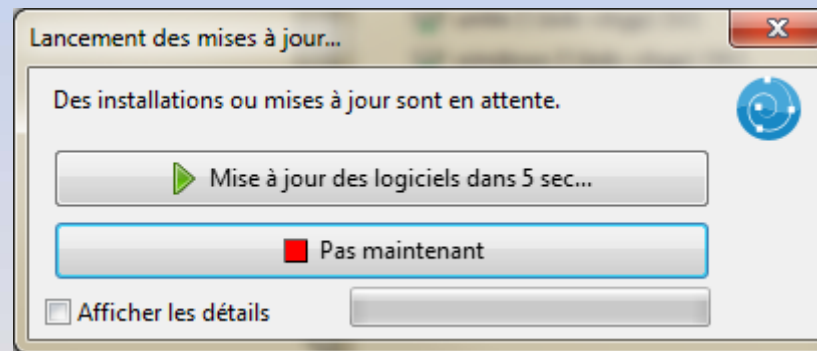 Lancement des mises à jour...
Des installations ou mises à jour sont en attente.
Mise à jour des logiciels dans 5 sec...
Pas maintenant
Afficher les détails